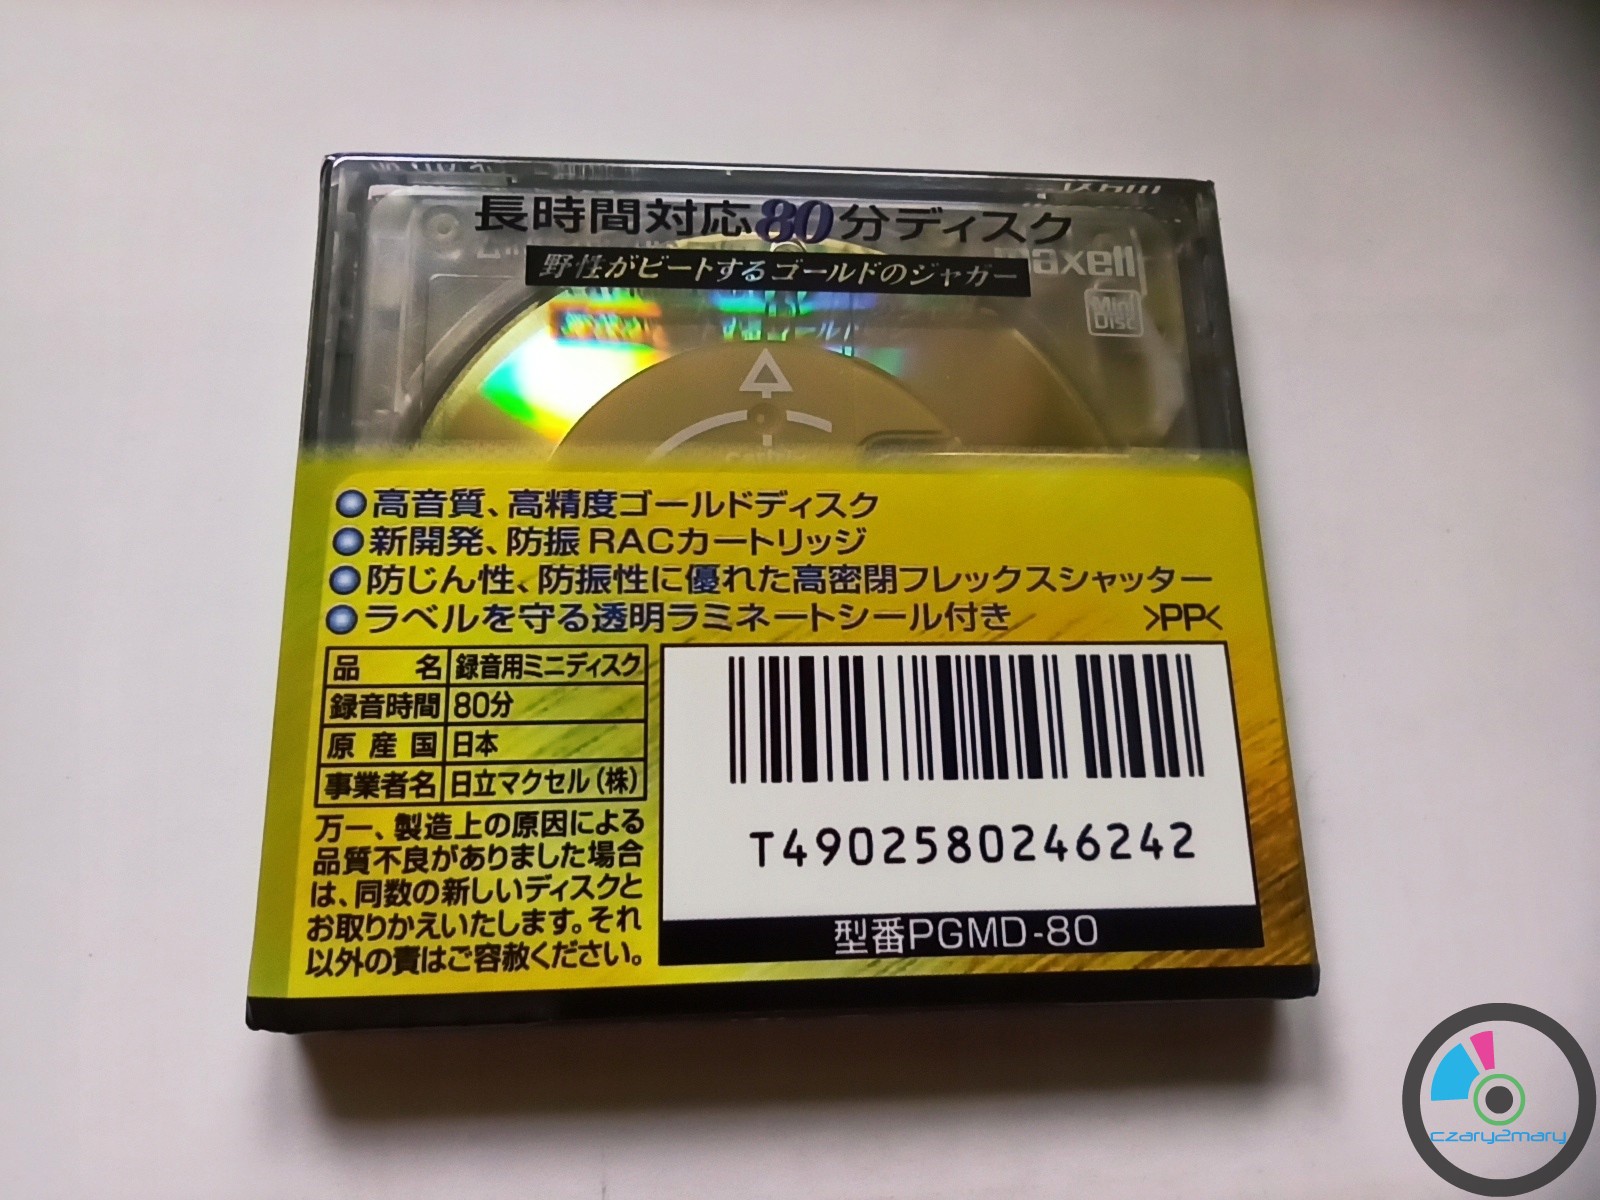 長時間対応80分ディスク
野性がビートするゴールドのジャガー
maxell
Mini
Disc
●高音質、高精度ゴールドディスク
●新開発、防振RACカートリッジ
●防じん性、防振性に優れた高密閉フレックスシャッター
●ラベルを守る透明ラミネートシール付き >PP<
品名 録音用ミニディスク
録音時間 80分
原産国 日本
事業者名 日立マクセル(株)
万一、製造上の原因による
品質不良がありました場合
は、同数の新しいディスクと
お取りかえいたします。それ
以外の責はご容赦ください。
T4902580246242
型番PGMD-80
czary2mary